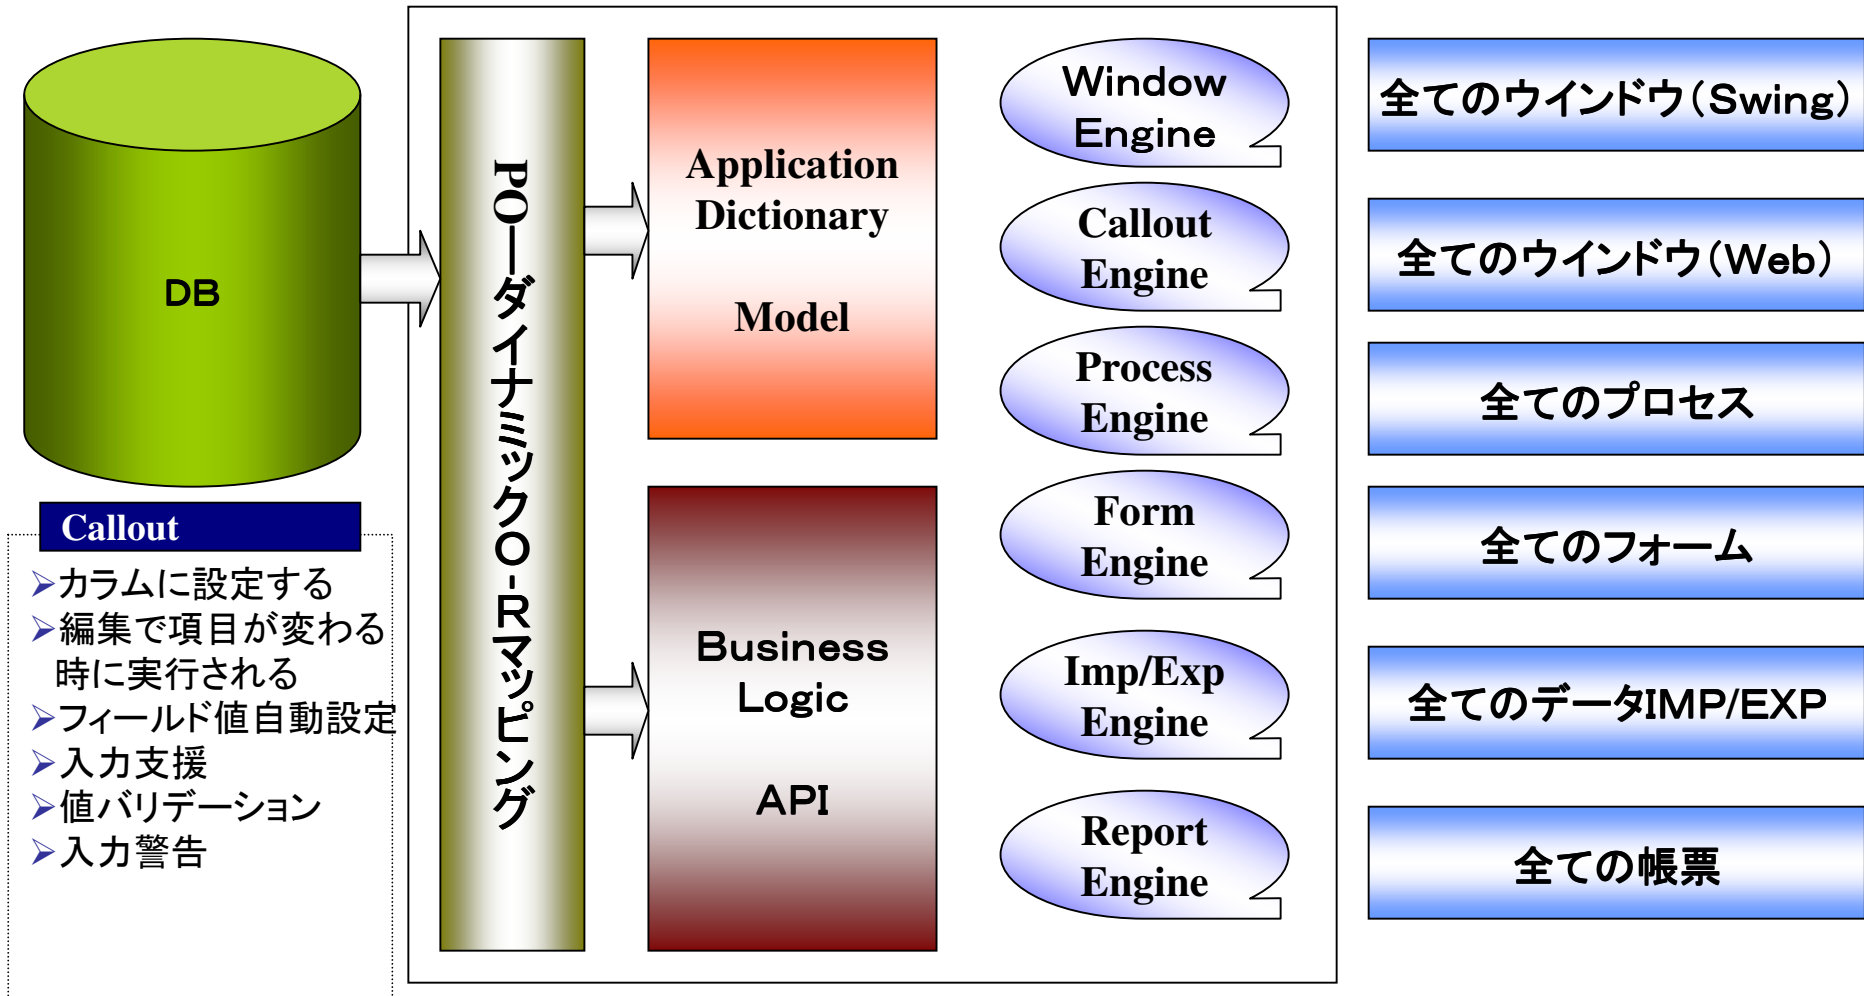 DB
Callout
➢カラムに設定する
➢編集で項目が変わる
時に実行される
➢フィールド値自動設定
➢入力支援
➢値バリデーション
➢入力警告
PO—ダイナミックO-Rマッピング
Application
Dictionary
Model
Business
Logic
API
Window
Engine
Callout
Engine
Process
Engine
Form
Engine
Imp/Exp
Engine
Report
Engine
全てのウインドウ（Swing）
全てのウインドウ（Web）
全てのプロセス
全てのフォーム
全てのデータIMP/EXP
全ての帳票